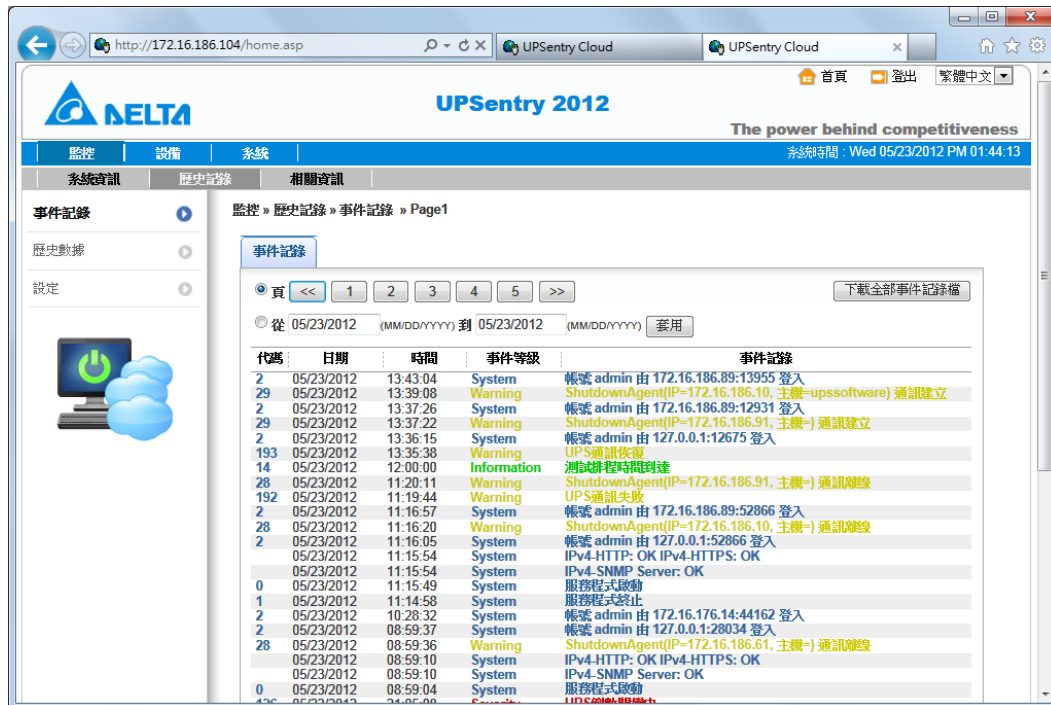 http://172.16.186.104/home.asp
UPSentry Cloud
UPSentry Cloud
首頁 登出 繁體中文
DELTA
UPSentry 2012
The power behind competitiveness
監控 設備 系統
系統時間 : Wed 05/23/2012 PM 01:44:13
系統資訊 歷史記錄 相關資訊
事件記錄
歷史數據
設定
監控 » 歷史記錄 » 事件記錄 » Page1
事件記錄
頁 << 1 2 3 4 5 >> 下載全部事件記錄檔
從 05/23/2012 (MM/DD/YYYY) 到 05/23/2012 (MM/DD/YYYY) 套用
代碼 日期 時間 事件等級 事件記錄
2 05/23/2012 13:43:04 System 帳號 admin 由 172.16.186.89:13955 登入
29 05/23/2012 13:39:08 Warning ShutdownAgent(IP=172.16.186.10, 主機=upssoftware) 通訊建立
2 05/23/2012 13:37:26 System 帳號 admin 由 172.16.186.89:12931 登入
29 05/23/2012 13:37:22 Warning ShutdownAgent(IP=172.16.186.91, 主機=) 通訊建立
2 05/23/2012 13:36:15 System 帳號 admin 由 127.0.0.1:12675 登入
193 05/23/2012 13:35:38 Warning UPS通訊恢復
14 05/23/2012 12:00:00 Information 測試排程時間到達
28 05/23/2012 11:20:11 Warning ShutdownAgent(IP=172.16.186.91, 主機=) 通訊離線
192 05/23/2012 11:19:44 Warning UPS通訊失敗
2 05/23/2012 11:16:57 System 帳號 admin 由 172.16.186.89:52866 登入
28 05/23/2012 11:16:20 Warning ShutdownAgent(IP=172.16.186.10, 主機=) 通訊離線
2 05/23/2012 11:16:05 System 帳號 admin 由 127.0.0.1:52866 登入
05/23/2012 11:15:54 System IPv4-HTTP: OK IPv4-HTTPS: OK
05/23/2012 11:15:54 System IPv4-SNMP Server: OK
0 05/23/2012 11:15:49 System 服務程式啟動
1 05/23/2012 11:14:58 System 服務程式終止
2 05/23/2012 10:28:32 System 帳號 admin 由 172.16.176.14:44162 登入
2 05/23/2012 08:59:37 System 帳號 admin 由 127.0.0.1:28034 登入
28 05/23/2012 08:59:36 Warning ShutdownAgent(IP=172.16.186.61, 主機=) 通訊離線
05/23/2012 08:59:10 System IPv4-HTTP: OK IPv4-HTTPS: OK
05/23/2012 08:59:10 System IPv4-SNMP Server: OK
0 05/23/2012 08:59:04 System 服務程式啟動